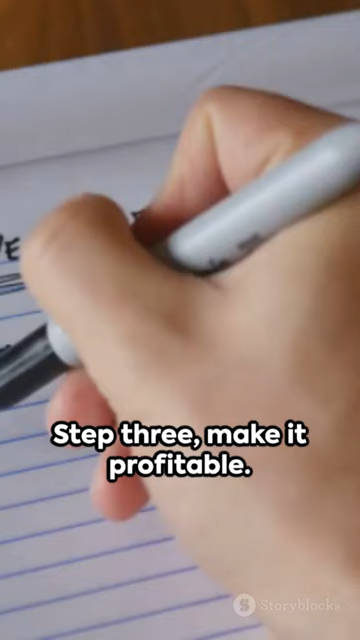 Step three, make it
profitable.
Storyblocks